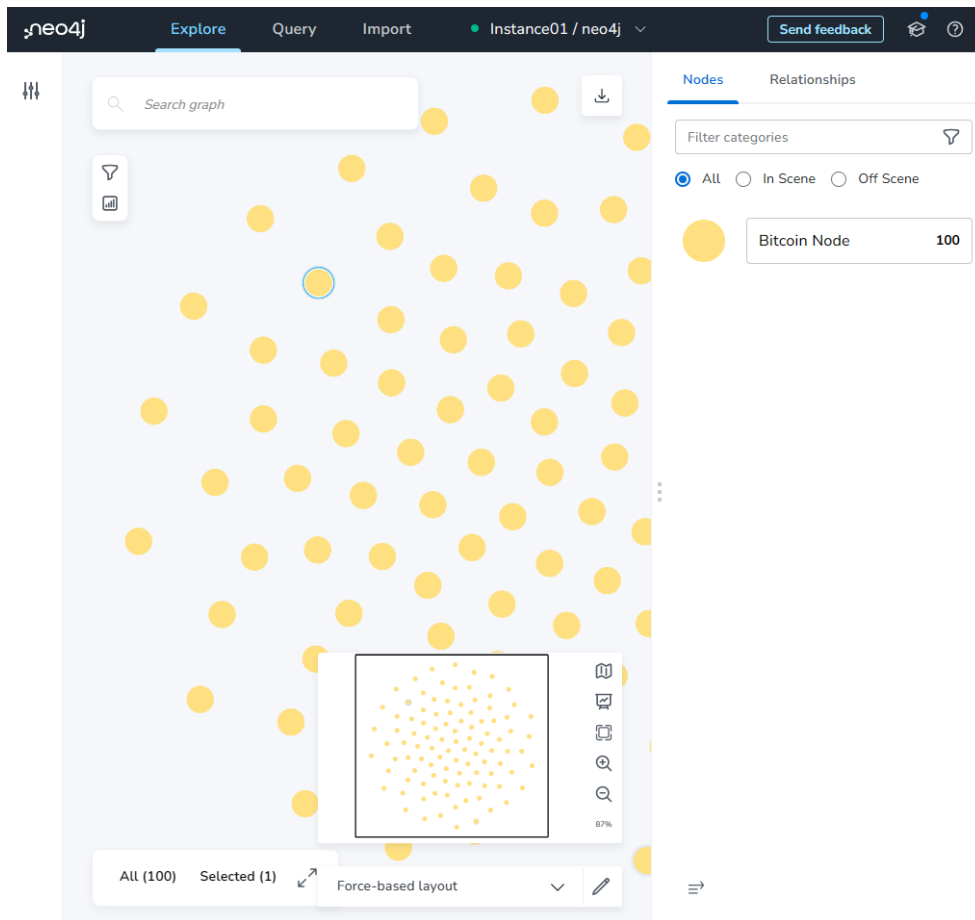 neo4j Explore Query Import Instance01 / neo4j Send feedback
Search graph
Nodes Relationships
Filter categories
All In Scene Off Scene
Bitcoin Node 100
87%
All (100) Selected (1)
Force-based layout